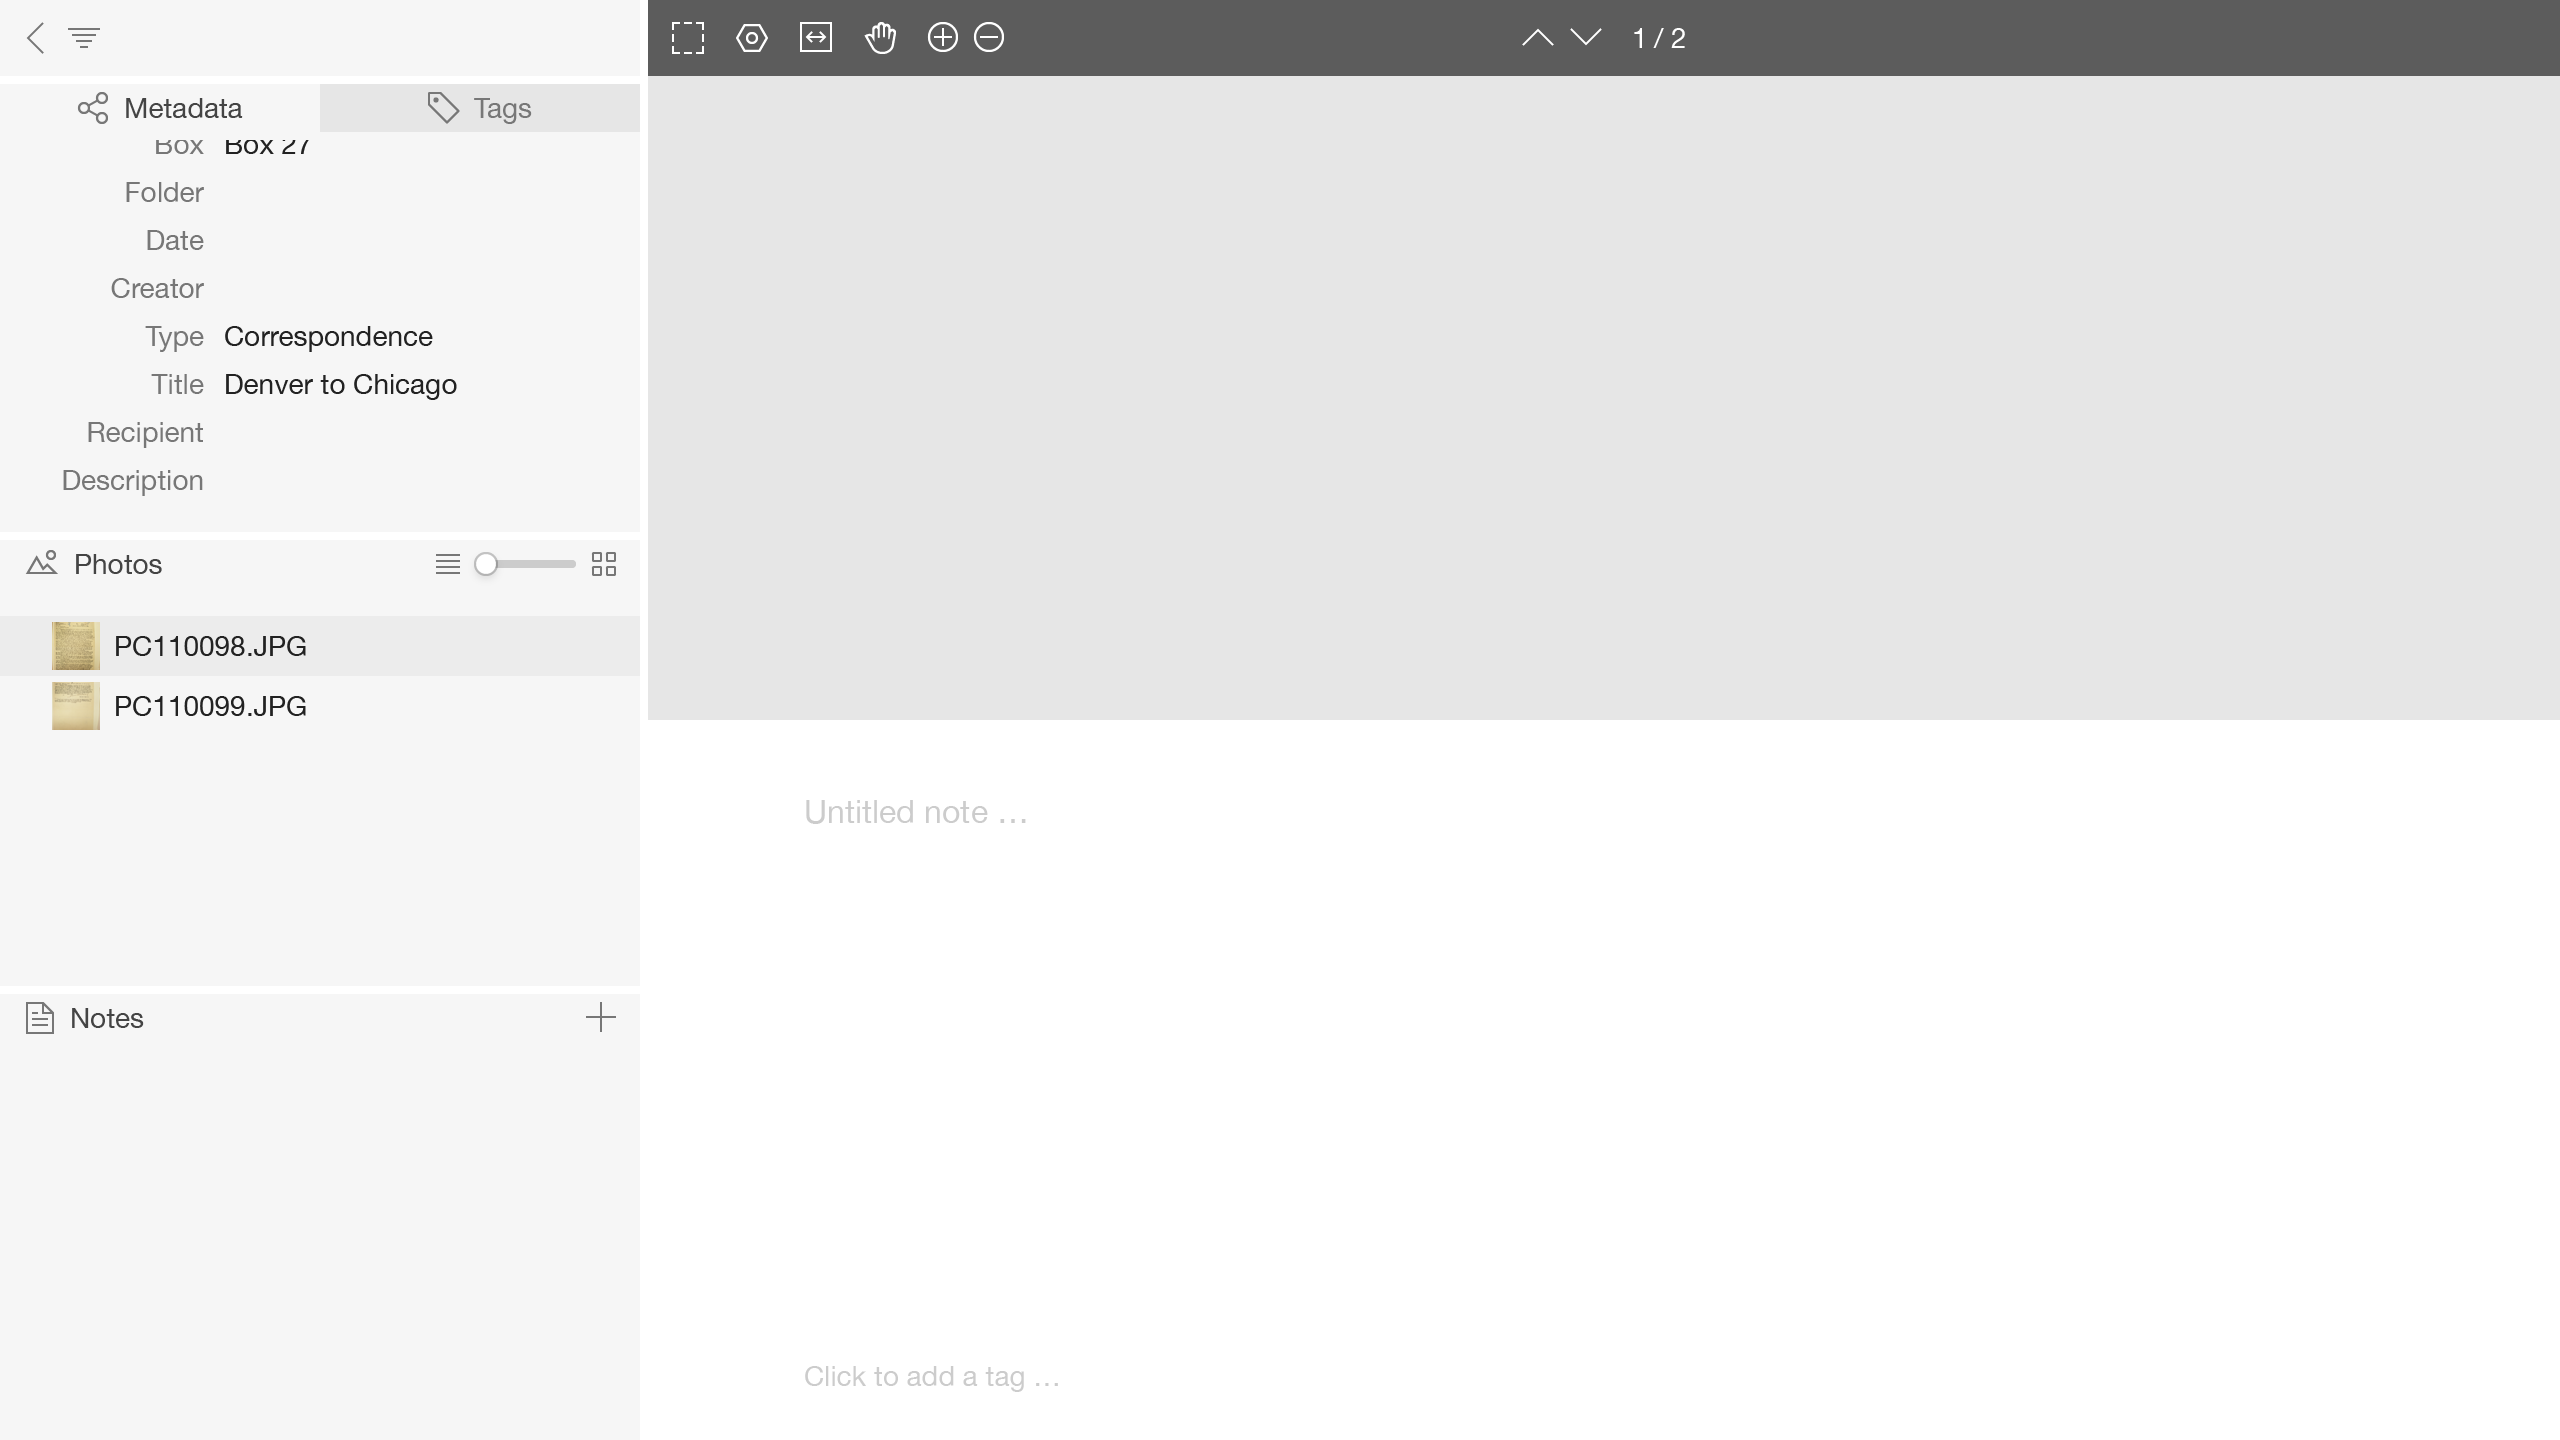 1 / 2
Metadata
Tags
Box Box 27
Folder
Date
Creator
Type Correspondence
Title Denver to Chicago
Recipient
Description
Photos
PC110098.JPG
PC110099.JPG
Notes
Untitled note ...
Click to add a tag ...